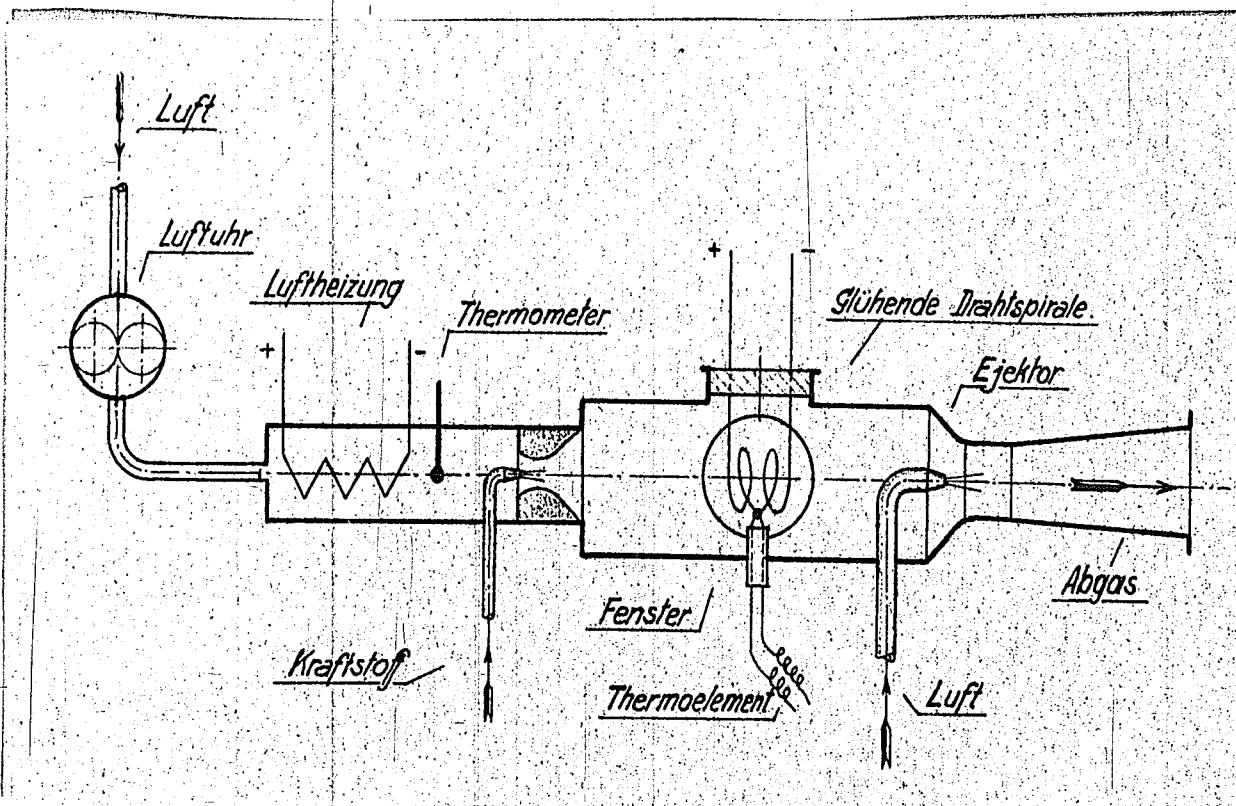 Luft
Luftuhr
Luftheizung
+ -
Thermometer
+ -
Glühende Drahtspirale.
Ejektor
Abgas
Fenster
Kraftstoff
Thermoelement
Luft